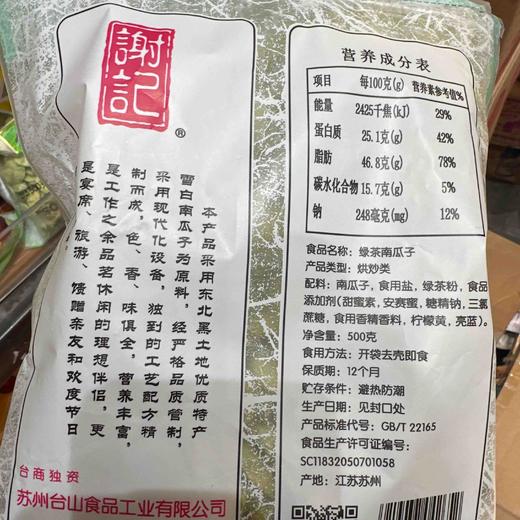 謝記
®
本产品采用东北黑土地优质特产
雪白南瓜子为原料，经严格品质管制，
采用现代化设备，独到的工艺配方精
制而成，色、香、味俱全，营养丰富，
是工作之余品茗休闲的理想伴侣，更
是宴席、旅游、馈赠亲友和欢度节日
台商独资
苏州台山食品工业有限公司
营养成分表
项目 每100克(g) 营养素参考值%
能量 2425千焦(kJ) 29%
蛋白质 25.1克(g) 42%
脂肪 46.8克(g) 78%
碳水化合物 15.7克(g) 5%
钠 248毫克(mg) 12%
食品名称: 绿茶南瓜子
产品类型: 烘炒类
配料: 南瓜子, 食用盐, 绿茶粉, 食品
添加剂(甜蜜素, 安赛蜜, 糖精钠, 三氯
蔗糖, 食用香精香料, 柠檬黄, 亮蓝)。
净含量: 500克
食用方法: 开袋去壳即食
保质期: 12个月
贮存条件: 避热防潮
生产日期: 见封口处
产品标准代号: GB/T 22165
食品生产许可证编号:
SC11832050701058
产地: 江苏苏州